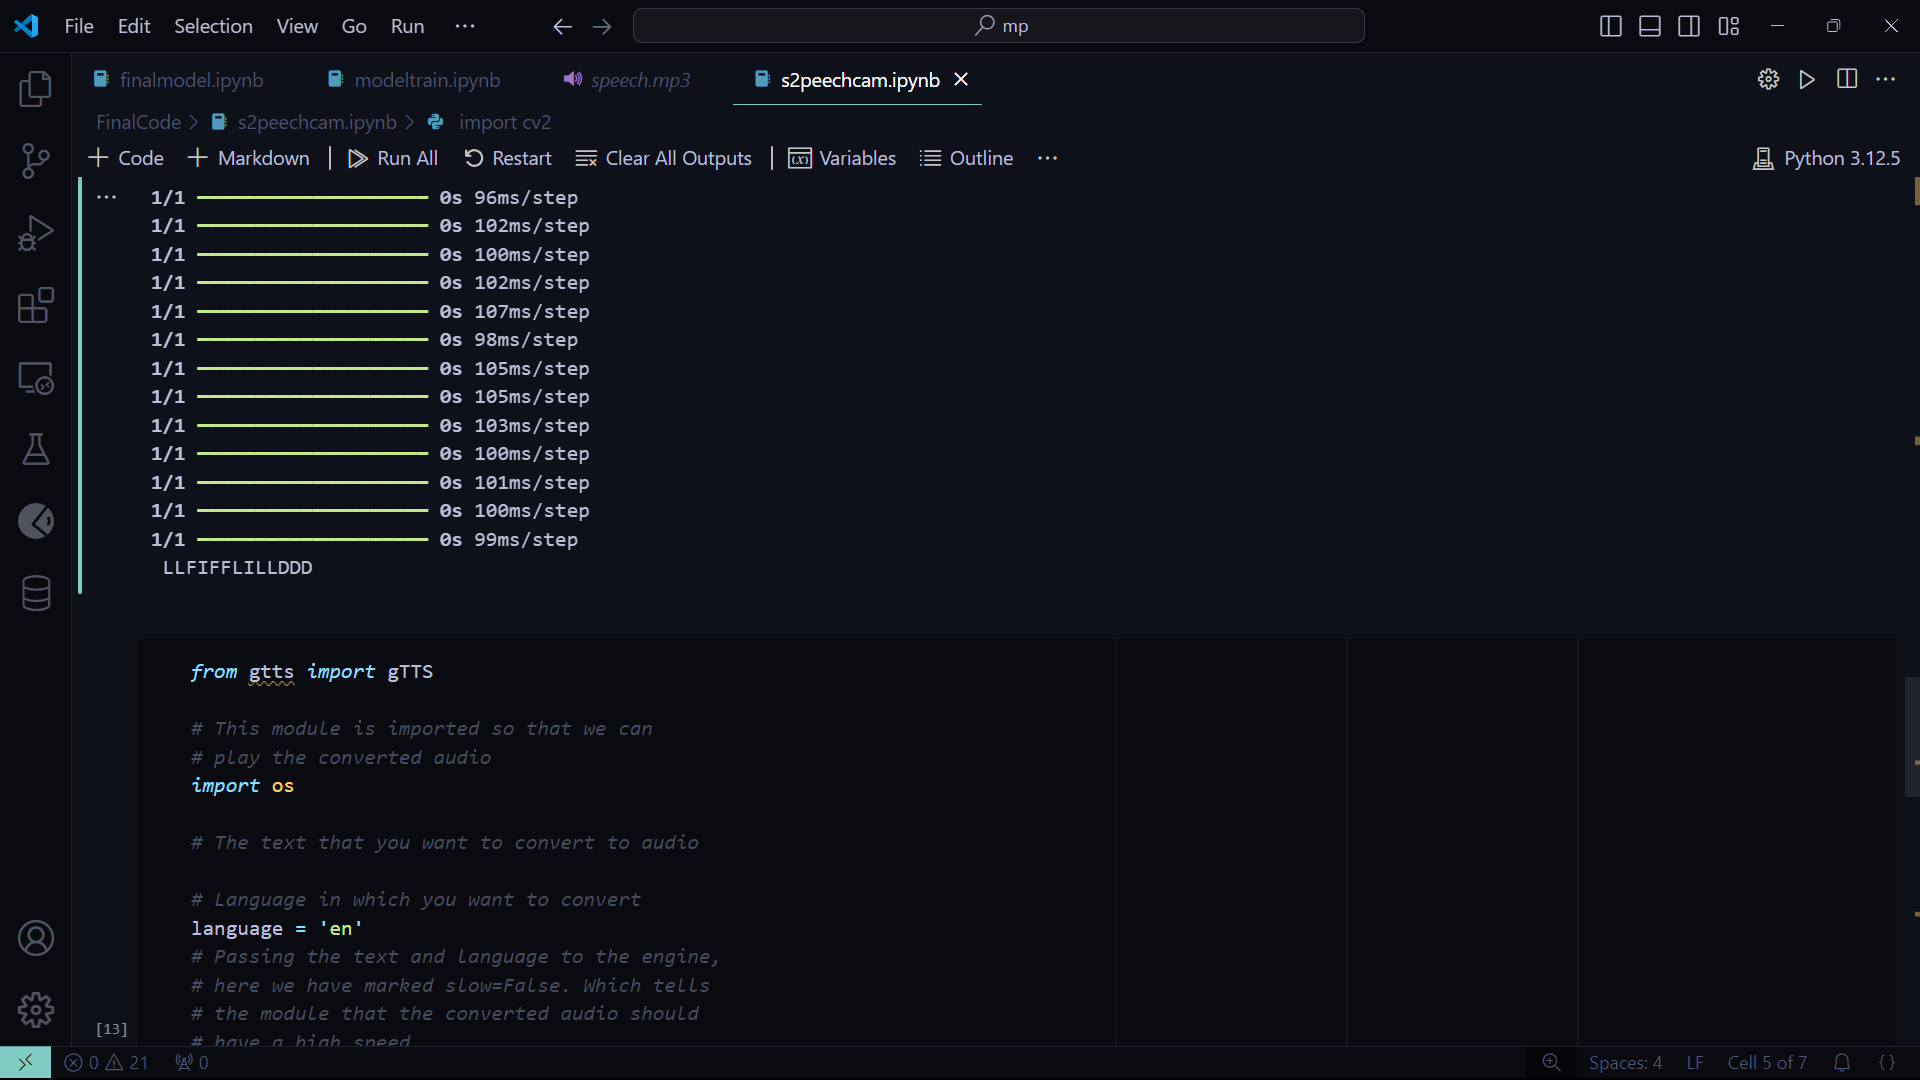 File Edit Selection View Go Run ··· mp
finalmodel.ipynb modeltrain.ipynb speech.mp3 s2peechcam.ipynb
FinalCode > s2peechcam.ipynb > import cv2
+ Code + Markdown | Run All Restart Clear All Outputs | Variables Outline ··· Python 3.12.5
··· 1/1 ━━━━━━━━━━━━━━━━━━━━ 0s 96ms/step
1/1 ━━━━━━━━━━━━━━━━━━━━ 0s 102ms/step
1/1 ━━━━━━━━━━━━━━━━━━━━ 0s 100ms/step
1/1 ━━━━━━━━━━━━━━━━━━━━ 0s 102ms/step
1/1 ━━━━━━━━━━━━━━━━━━━━ 0s 107ms/step
1/1 ━━━━━━━━━━━━━━━━━━━━ 0s 98ms/step
1/1 ━━━━━━━━━━━━━━━━━━━━ 0s 105ms/step
1/1 ━━━━━━━━━━━━━━━━━━━━ 0s 105ms/step
1/1 ━━━━━━━━━━━━━━━━━━━━ 0s 103ms/step
1/1 ━━━━━━━━━━━━━━━━━━━━ 0s 100ms/step
1/1 ━━━━━━━━━━━━━━━━━━━━ 0s 101ms/step
1/1 ━━━━━━━━━━━━━━━━━━━━ 0s 100ms/step
1/1 ━━━━━━━━━━━━━━━━━━━━ 0s 99ms/step
LLFIFFLILLDDD
from gtts import gTTS
# This module is imported so that we can
# play the converted audio
import os
# The text that you want to convert to audio
# Language in which you want to convert
language = 'en'
# Passing the text and language to the engine,
# here we have marked slow=False. Which tells
# the module that the converted audio should
[13]
# have a high speed
0 21 0 Spaces: 4 LF Cell 5 of 7 {}